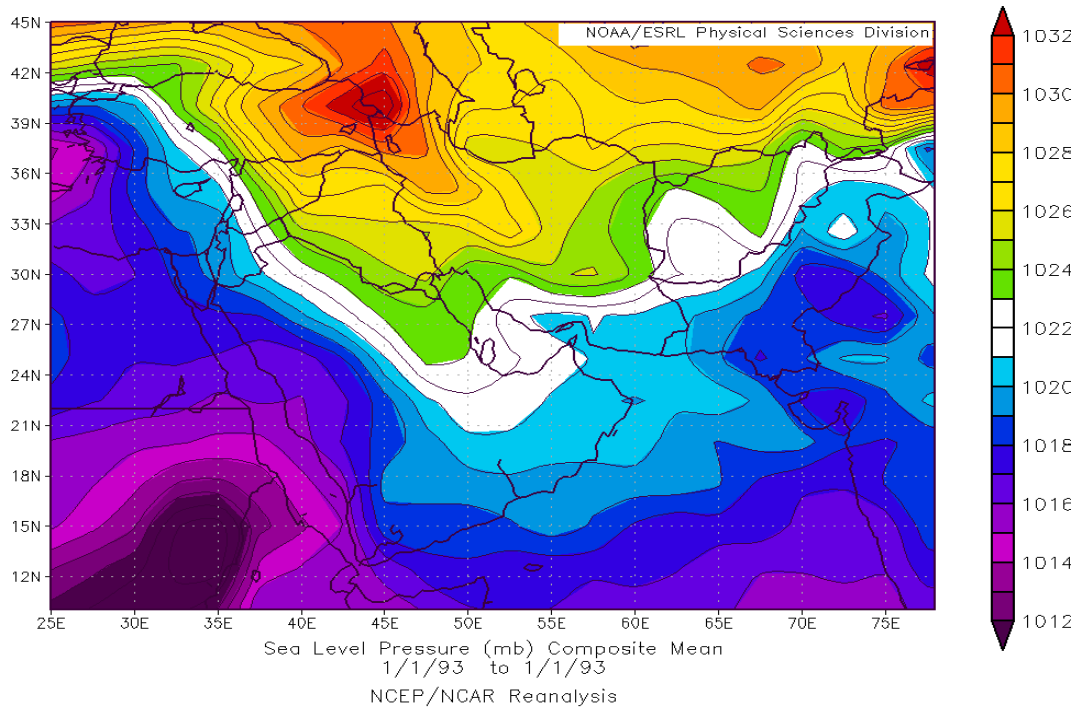 NOAA/ESRL Physical Sciences Division
45N
42N
39N
36N
33N
30N
27N
24N
21N
18N
15N
12N
25E 30E 35E 40E 45E 50E 55E 60E 65E 70E 75E
1032
1030
1028
1026
1024
1022
1020
1018
1016
1014
1012
Sea Level Pressure (mb) Composite Mean
1/1/93 to 1/1/93
NCEP/NCAR Reanalysis